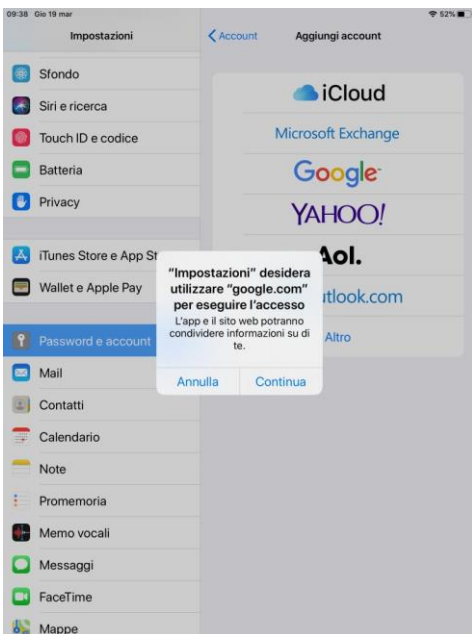 09:38 Gio 19 mar
52%
Impostazioni
Account
Aggiungi account
Sfondo
Siri e ricerca
Touch ID e codice
Batteria
Privacy
iTunes Store e App St
Wallet e Apple Pay
Password e account
Mail
Contatti
Calendario
Note
Promemoria
Memo vocali
Messaggi
FaceTime
Mappe
iCloud
Microsoft Exchange
Google
YAHOO!
Aol.
tlook.com
Altro
“Impostazioni” desidera
utilizzare “google.com”
per eseguire l’accesso
L’app e il sito web potranno
condividere informazioni su di
te.
Annulla
Continua